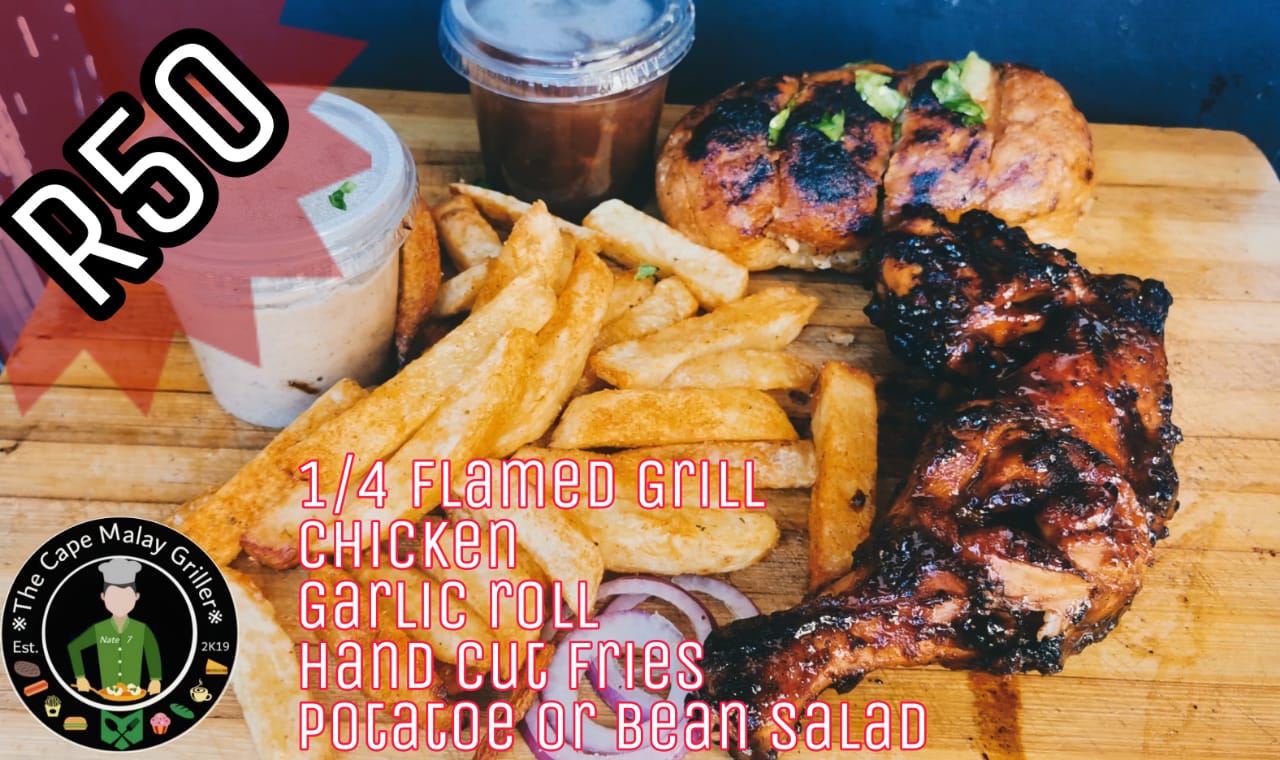 R50
1/4 Flamed Grill
Chicken
Garlic roll
Hand cut Fries
Potatoe or Bean Salad
※ The Cape Malay Griller ※
Est. 2K19
Nate 7